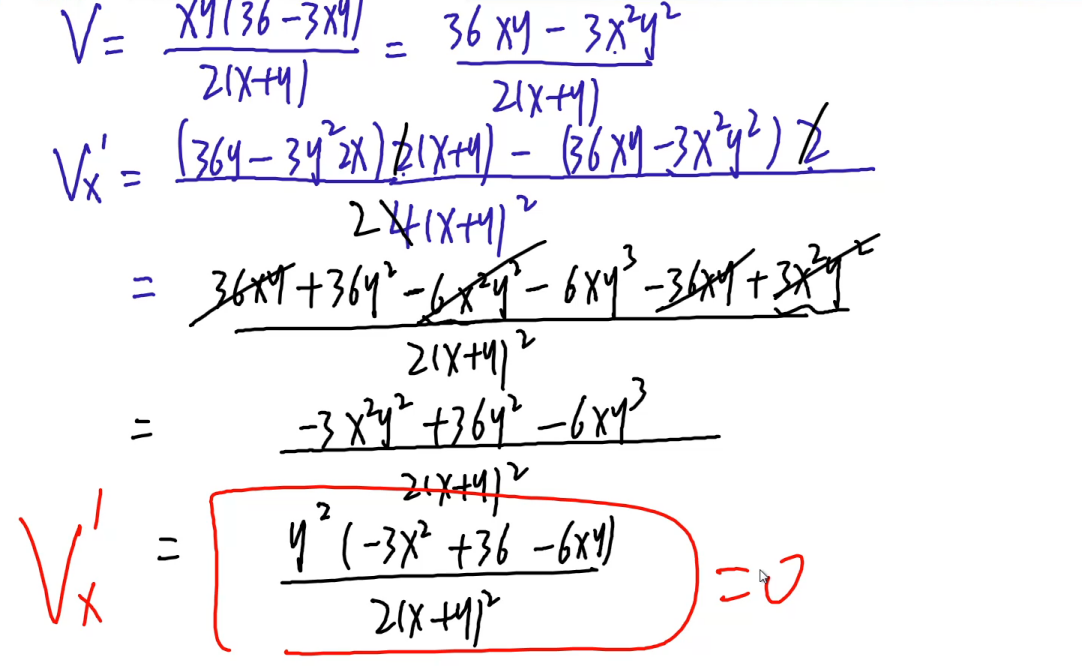 V = xy(36-3xy) / 2(x+y) = 36xy - 3x²y² / 2(x+y)
V'x = (36y - 3y²2x) 2(x+y) - (36xy - 3x²y²) 2 / 2 4(x+y)²
= 36xy + 36y² - 6x²y² - 6xy³ - 36xy + 3x²y² / 2(x+y)²
= -3x²y² + 36y² - 6xy³ / 2(x+y)²
V'x = y²(-3x² + 36 - 6xy) / 2(x+y)² = 0